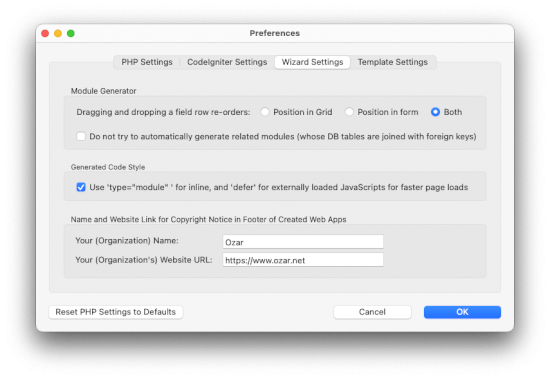 Preferences
PHP Settings
CodeIgniter Settings
Wizard Settings
Template Settings
Module Generator
Dragging and dropping a field row re-orders:
Position in Grid
Position in form
Both
Do not try to automatically generate related modules (whose DB tables are joined with foreign keys)
Generated Code Style
Use 'type="module" ' for inline, and 'defer' for externally loaded JavaScripts for faster page loads
Name and Website Link for Copyright Notice in Footer of Created Web Apps
Your (Organization) Name:
Ozar
Your (Organization's) Website URL:
https://www.ozar.net
Reset PHP Settings to Defaults
Cancel
OK